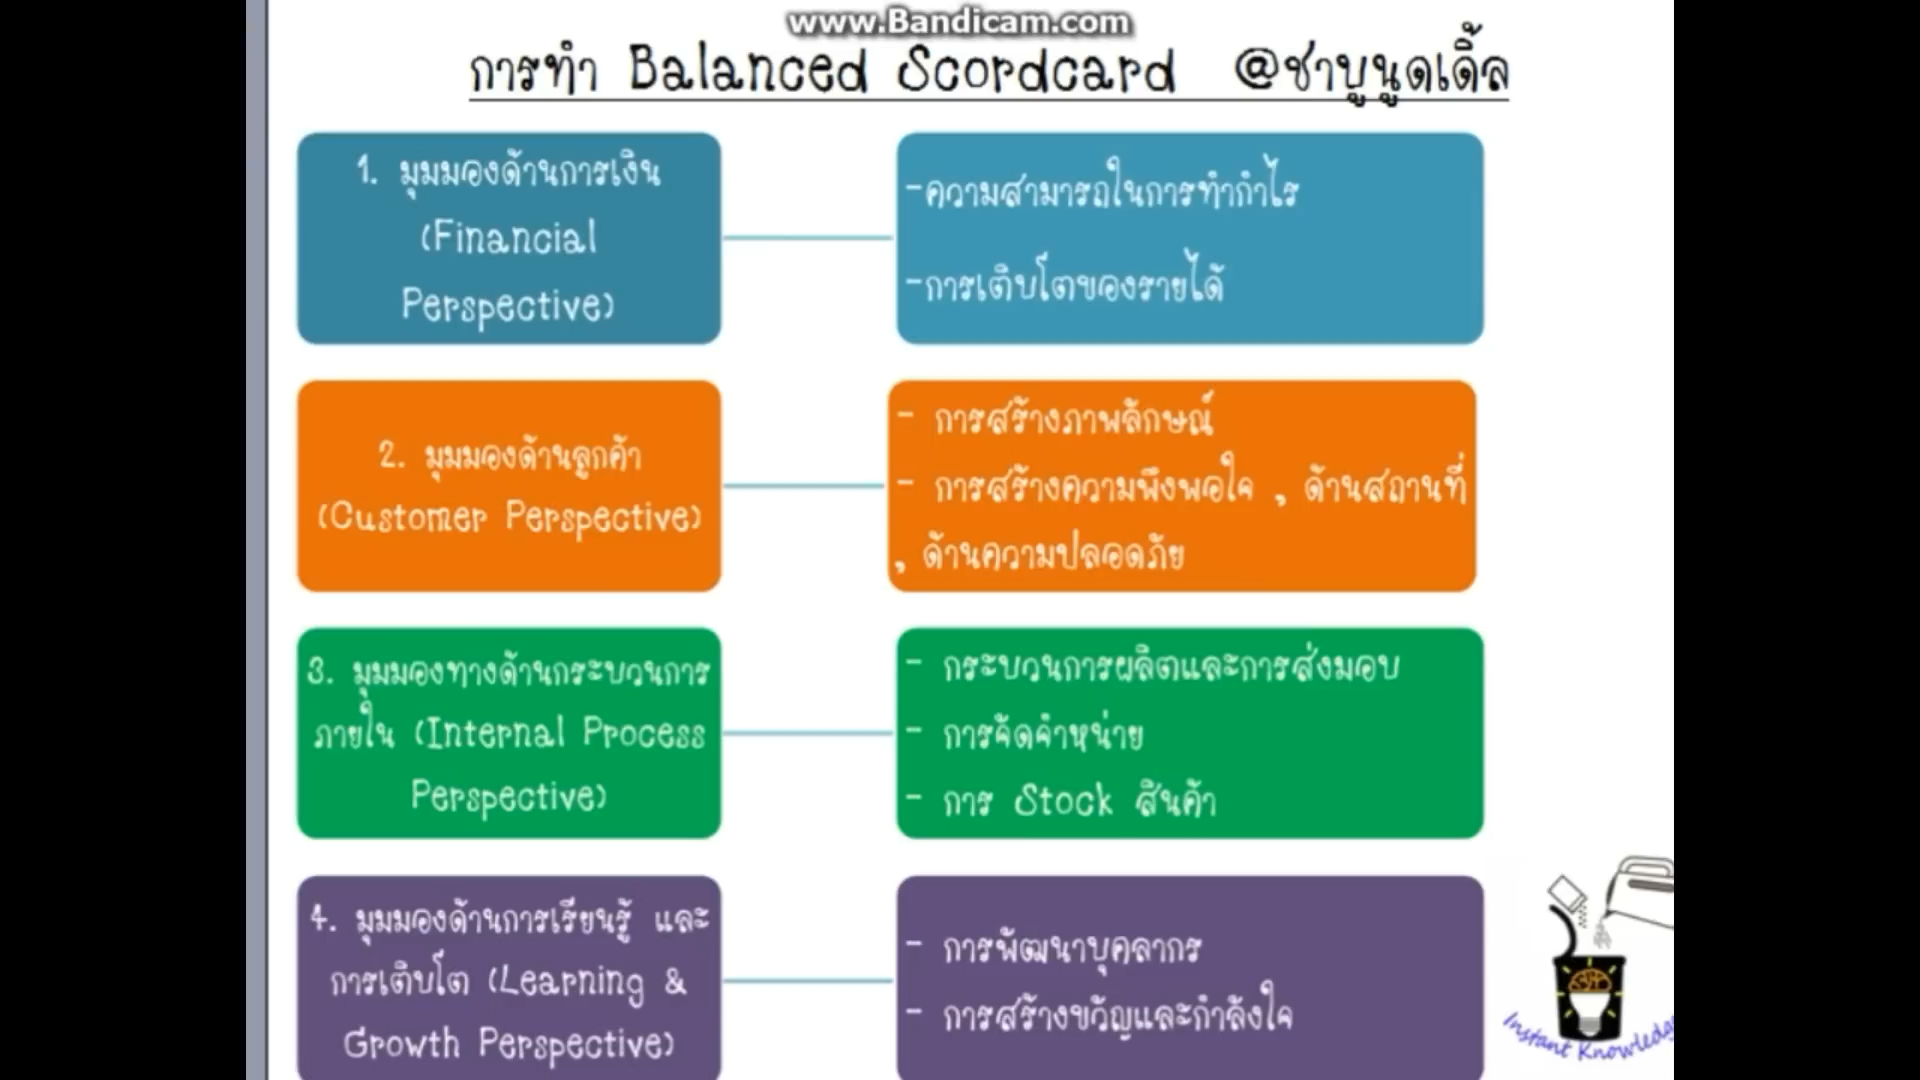 www.Bandicam.com
การทำ Balanced Scordcard @ชาบูนูดเดิ้ล
1. มุมมองด้านการเงิน
(Financial
Perspective)
-ความสามารถในการทำกำไร
-การเติบโตของรายได้
2. มุมมองด้านลูกค้า
(Customer Perspective)
- การสร้างภาพลักษณ์
- การสร้างความพึงพอใจ , ด้านสถานที่
, ด้านความปลอดภัย
3. มุมมองทางด้านกระบวนการ
ภายใน (Internal Process
Perspective)
- กระบวนการผลิตและการส่งมอบ
- การจัดจำหน่าย
- การ Stock สินค้า
4. มุมมองด้านการเรียนรู้ และ
การเติบโต (Learning &
Growth Perspective)
- การพัฒนาบุคลากร
- การสร้างขวัญและกำลังใจ
Instant Knowledge